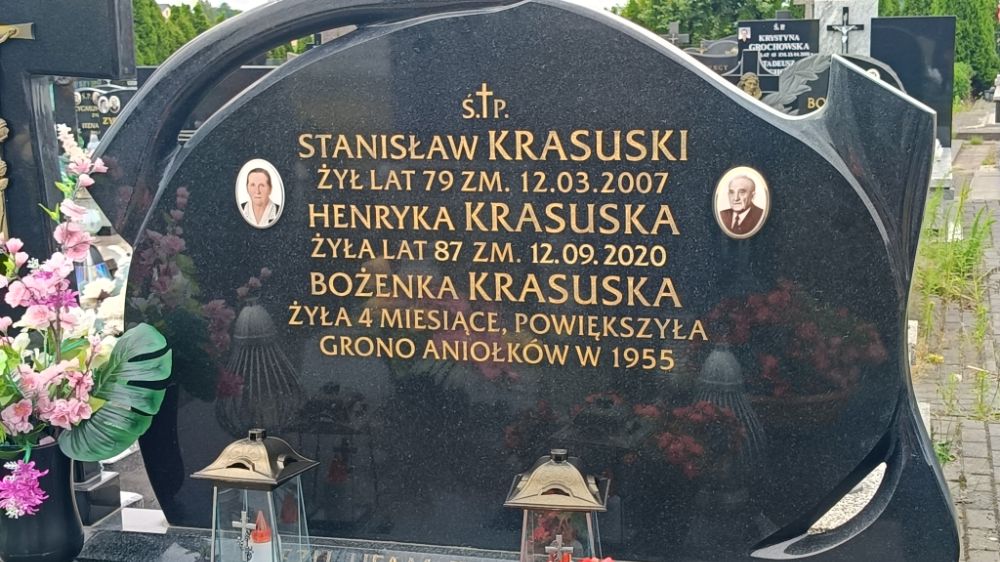 Ś.†P.
STANISŁAW KRASUSKI
ŻYŁ LAT 79 ZM. 12.03.2007
HENRYKA KRASUSKA
ŻYŁA LAT 87 ZM. 12.09.2020
BOŻENKA KRASUSKA
ŻYŁA 4 MIESIĄCE, POWIĘKSZYŁA
GRONO ANIOŁKÓW W 1955
Ś.P.
KRYSTYNA
GROCHOWSKA